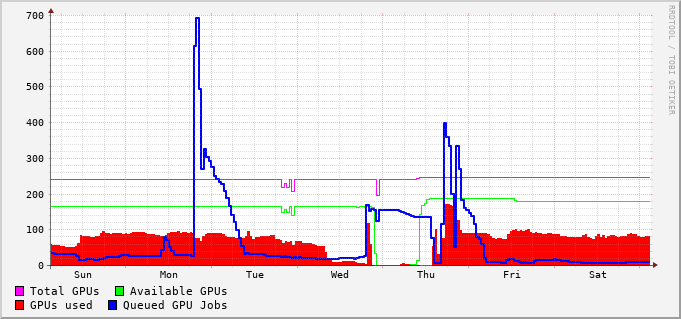 700
600
500
400
300
200
100
0
Sun Mon Tue Wed Thu Fri Sat
Total GPUs Available GPUs
GPUs used Queued GPU Jobs
RRDTOOL / TOBI OETIKER